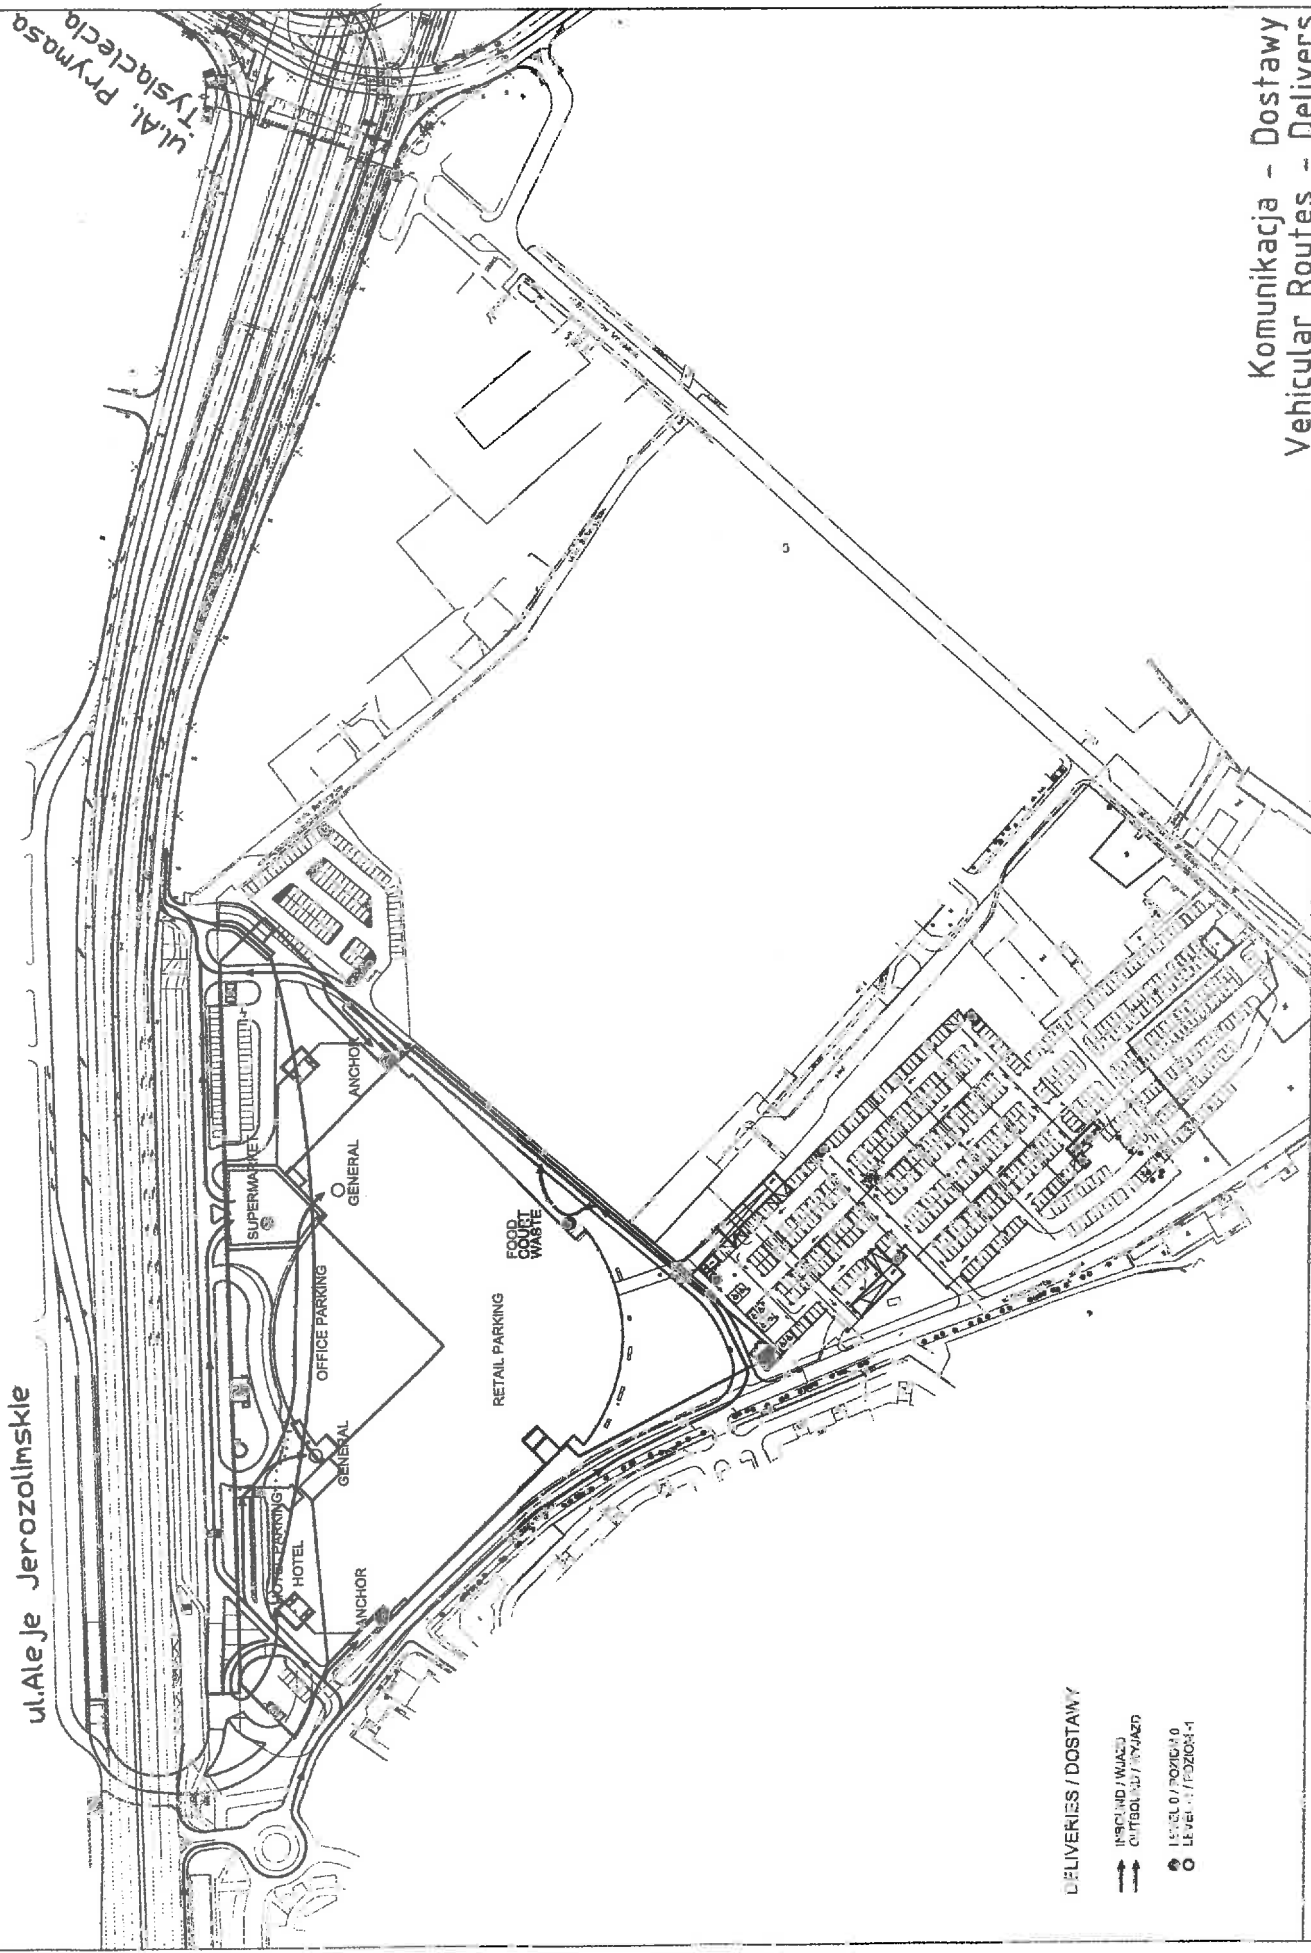 ul.Al. Prymasa
Tysiąclecia
ul.Aleje Jerozolimskie
SUPERMARKET
ANCHOR
GENERAL
OFFICE PARKING
FOOD
COURT
WASTE
RETAIL PARKING
GENERAL
HOTEL PARKING
HOTEL
ANCHOR
DELIVERIES / DOSTAWY
INBOUND / WJAZD
OUTBOUND / WYJAZD
LEVEL 0 / POZIOM 0
LEVEL -1 / POZIOM -1
Komunikacja - Dostawy
Vehicular Routes - Delivers